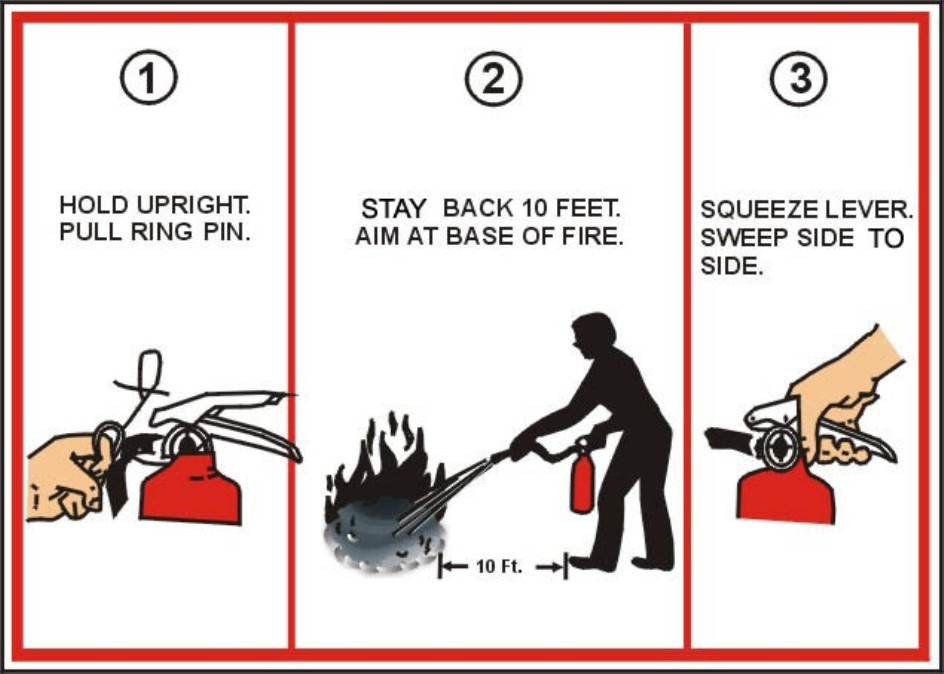 1
HOLD UPRIGHT.
PULL RING PIN.
2
STAY BACK 10 FEET.
AIM AT BASE OF FIRE.
10 Ft.
3
SQUEEZE LEVER.
SWEEP SIDE TO
SIDE.